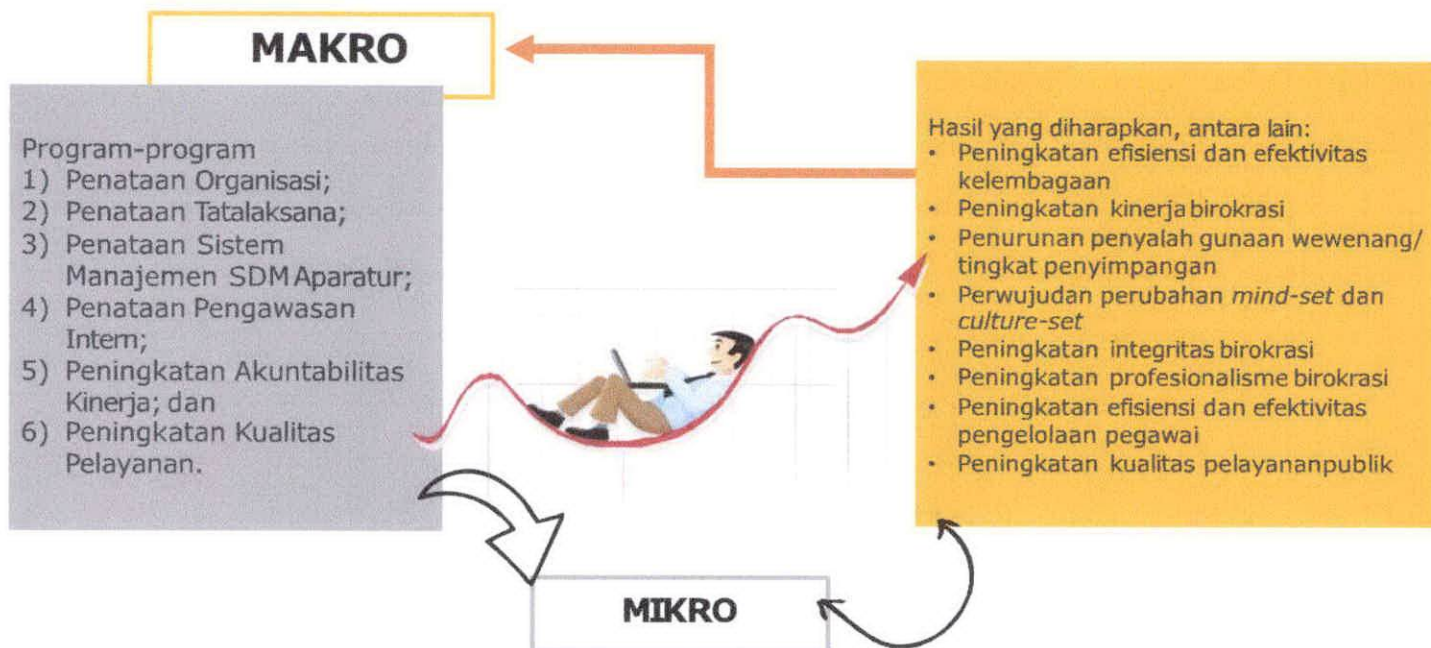 MAKRO
Program-program
1) Penataan Organisasi;
2) Penataan Tatalaksana;
3) Penataan Sistem
Manajemen SDM Aparatur;
4) Penataan Pengawasan
Intern;
5) Peningkatan Akuntabilitas
Kinerja; dan
6) Peningkatan Kualitas
Pelayanan.
Hasil yang diharapkan, antara lain:
• Peningkatan efisiensi dan efektivitas
kelembagaan
• Peningkatan kinerja birokrasi
• Penurunan penyalah gunaan wewenang/
tingkat penyimpangan
• Perwujudan perubahan mind-set dan
culture-set
• Peningkatan integritas birokrasi
• Peningkatan profesionalisme birokrasi
• Peningkatan efisiensi dan efektivitas
pengelolaan pegawai
• Peningkatan kualitas pelayananpublik
MIKRO